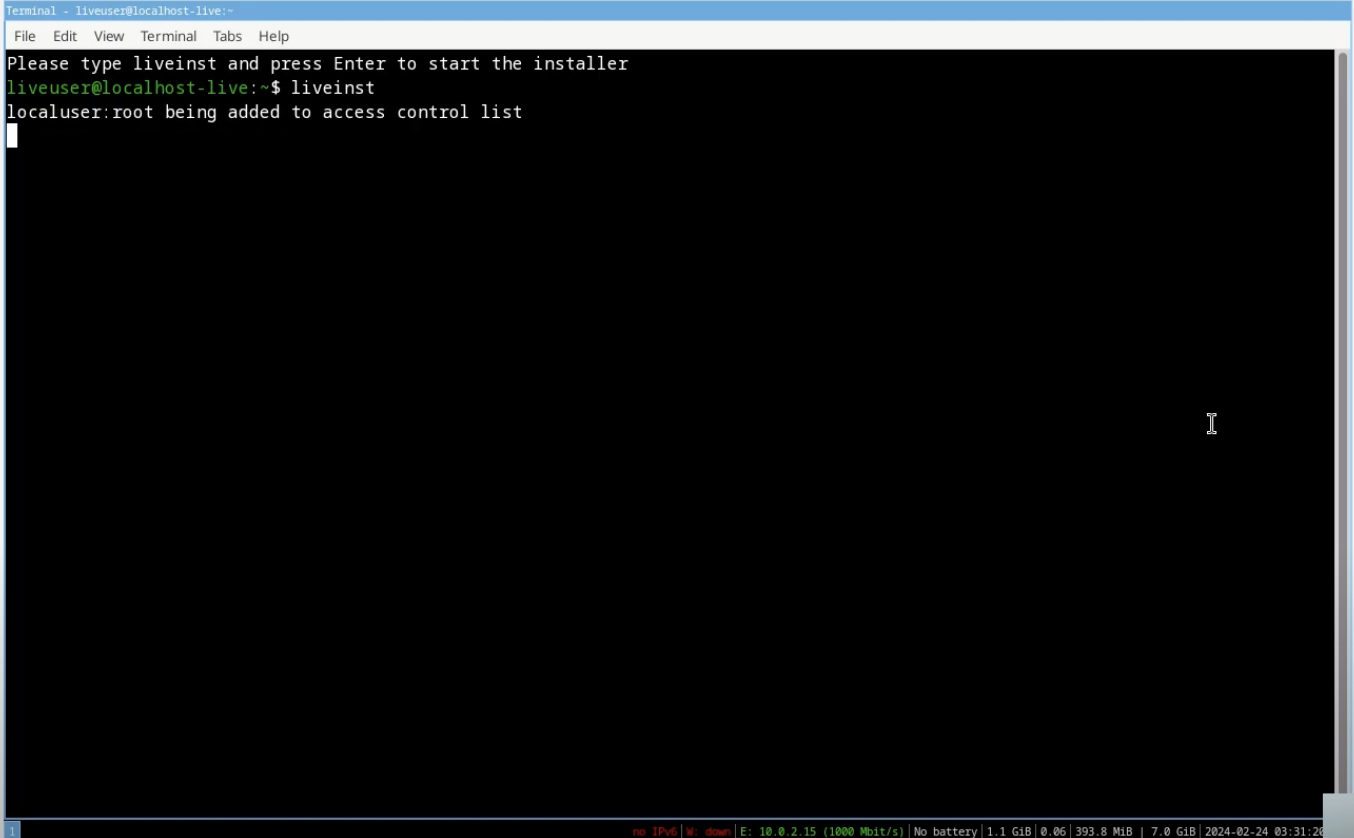 Terminal - liveuser@localhost-live:~
File Edit View Terminal Tabs Help
Please type liveinst and press Enter to start the installer
liveuser@localhost-live:~$ liveinst
localuser:root being added to access control list
1 no IPv6 | W: down | E: 10.0.2.15 (1000 Mbit/s) | No battery | 1.1 GiB | 0.06 | 393.8 MiB | 7.0 GiB | 2024-02-24 03:31:20